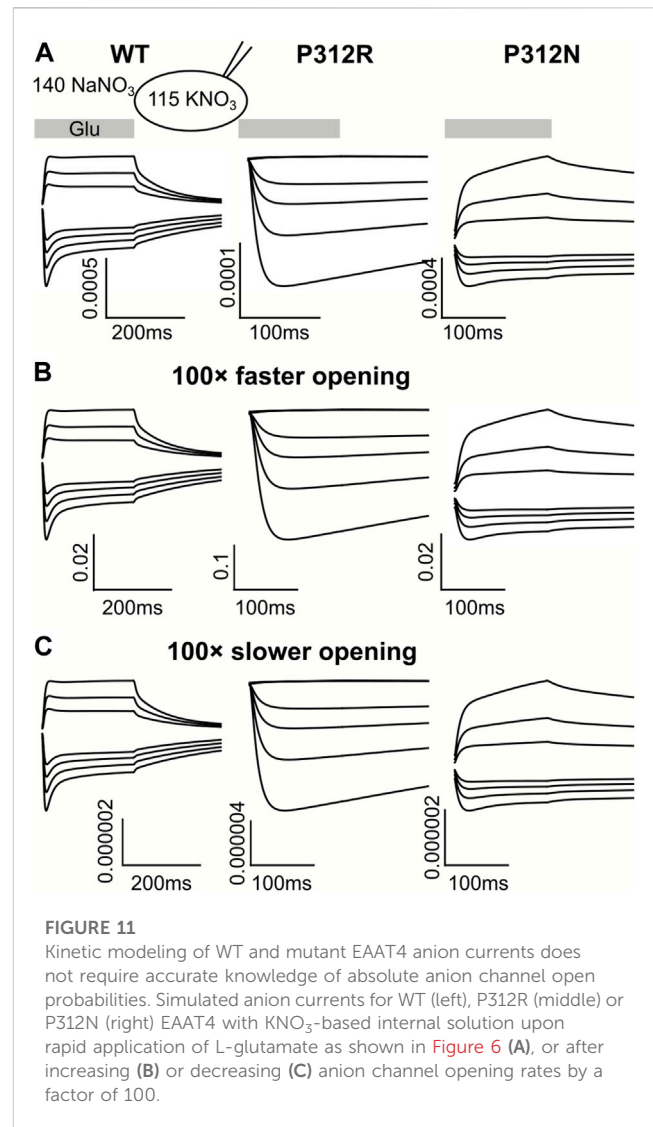 A
WT
P312R
P312N
140 NaNO₃
115 KNO₃
Glu
0.0005
200ms
0.0001
100ms
0.0004
100ms
B
100× faster opening
0.02
200ms
0.1
100ms
0.02
100ms
C
100× slower opening
0.000002
200ms
0.000004
100ms
0.000002
100ms
FIGURE 11
Kinetic modeling of WT and mutant EAAT4 anion currents does
not require accurate knowledge of absolute anion channel open
probabilities. Simulated anion currents for WT (left), P312R (middle) or
P312N (right) EAAT4 with KNO₃-based internal solution upon
rapid application of L-glutamate as shown in Figure 6 (A), or after
increasing (B) or decreasing (C) anion channel opening rates by a
factor of 100.